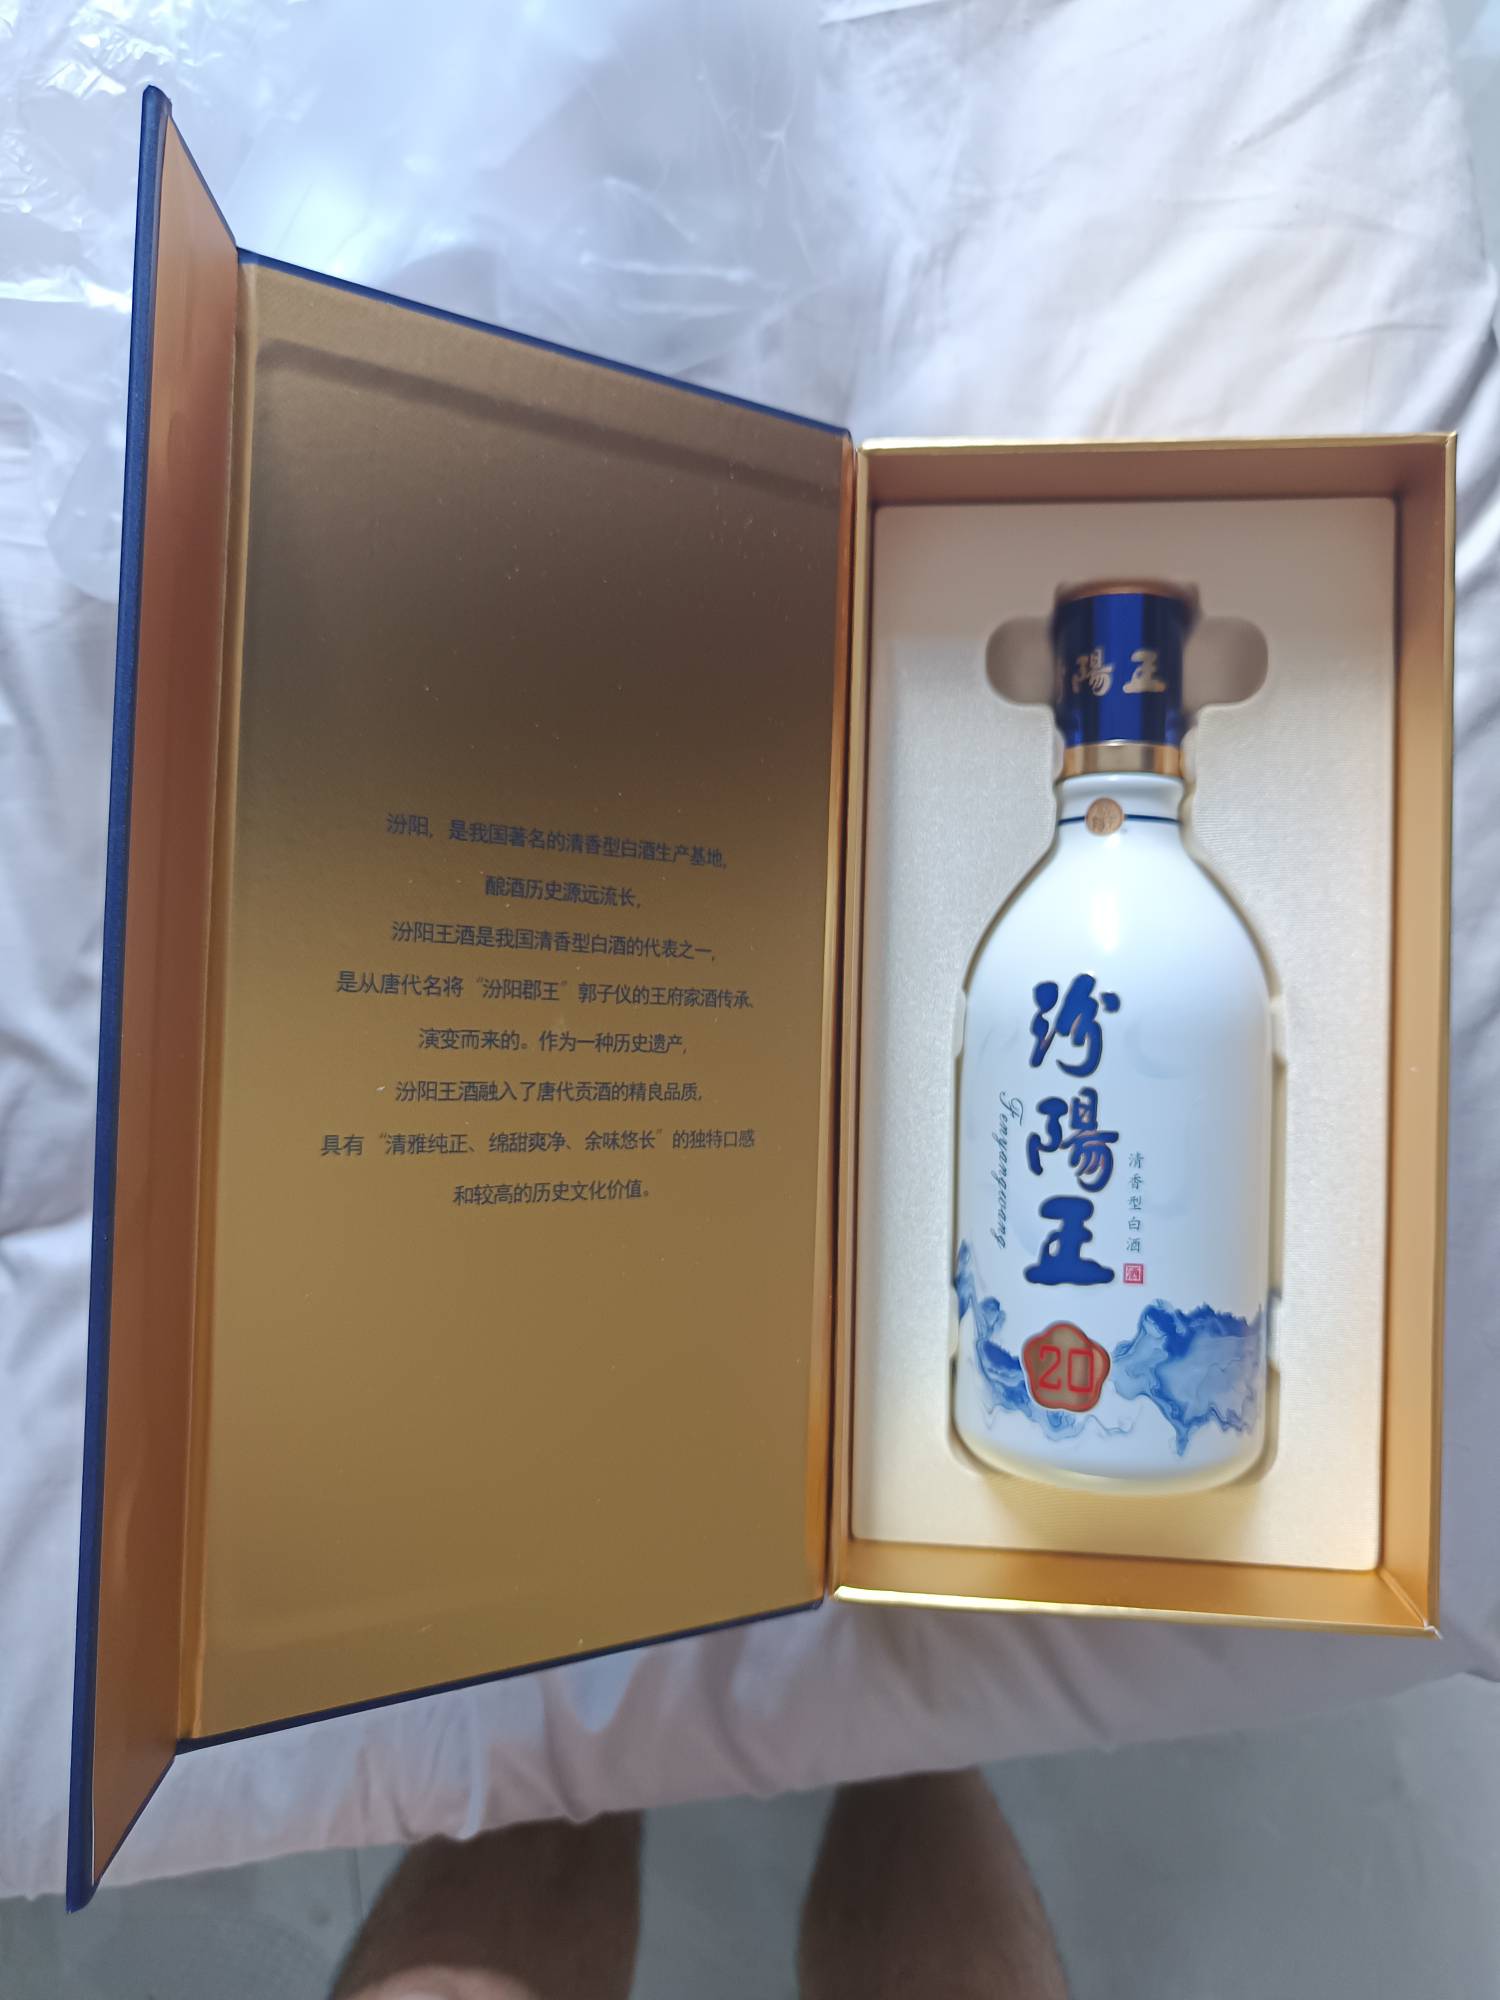 汾阳，是我国著名的清香型白酒生产基地，
酿酒历史源远流长，
汾阳王酒是我国清香型白酒的代表之一，
是从唐代名将“汾阳郡王”郭子仪的王府家酒传承、
演变而来的。作为一种历史遗产，
汾阳王酒融入了唐代贡酒的精良品质，
具有“清雅纯正、绵甜爽净、余味悠长”的独特口感
和较高的历史文化价值。
陽王
汾陽王
Fenyangwang
清香型白酒
酒
20